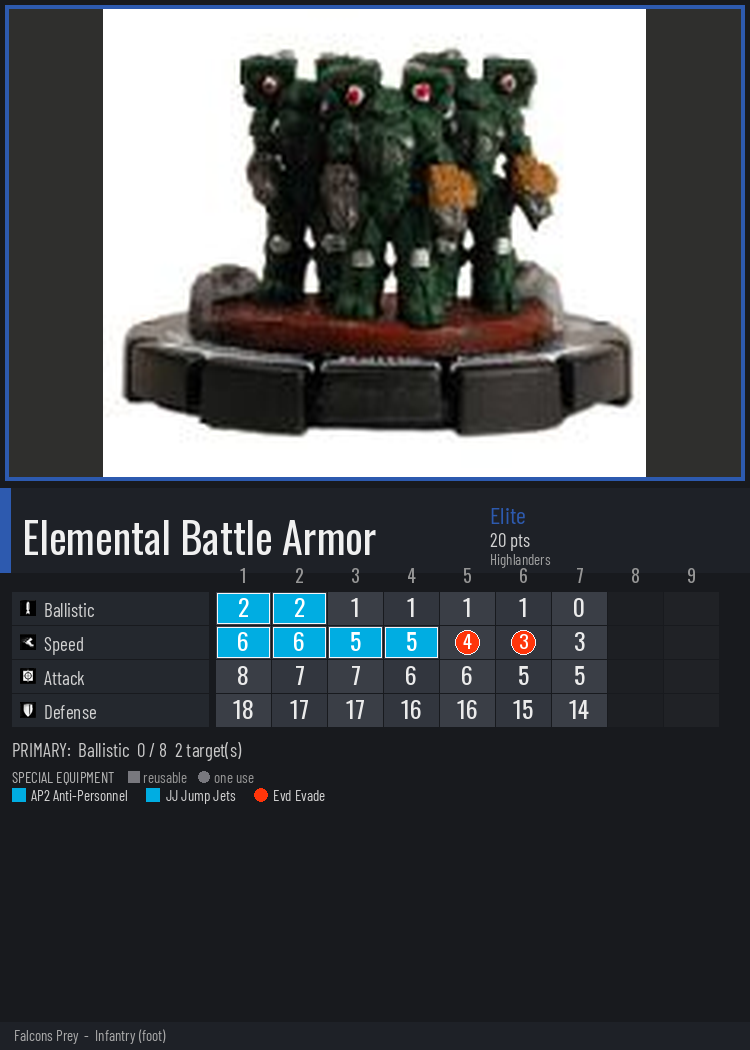 Elemental Battle Armor
Elite
20 pts
Highlanders
1 2 3 4 5 6 7 8 9
Ballistic 2 2 1 1 1 1 0
Speed 6 6 5 5 4 3 3
Attack 8 7 7 6 6 5 5
Defense 18 17 17 16 16 15 14
PRIMARY: Ballistic 0 / 8 2 target(s)
SPECIAL EQUIPMENT reusable one use
AP2 Anti-Personnel JJ Jump Jets Evd Evade
Falcons Prey - Infantry (foot)